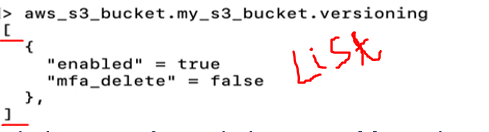 > aws_s3_bucket.my_s3_bucket.versioning
[
{
"enabled" = true
"mfa_delete" = false
},
]
List